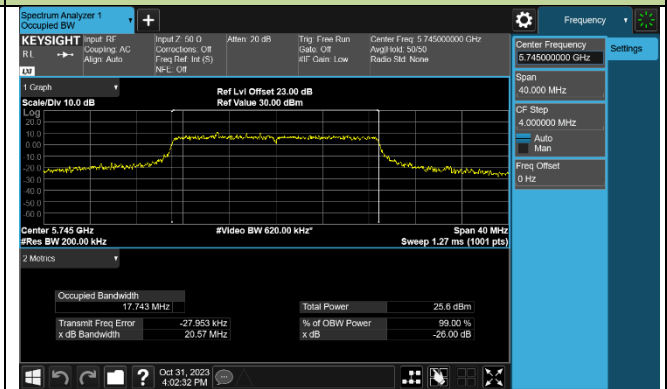 Spectrum Analyzer 1
Occupied BW
+
Frequency
KEYSIGHT
RL
LM
Input: RF
Coupling: AC
Align: Auto
Input Z: 50 Ω
Corrections: Off
Freq Ref: Int (S)
NFE: Off
Atten: 20 dB
Trig: Free Run
Gate: Off
#IF Gain: Low
Center Freq: 5.745000000 GHz
Avg|Hold: 50/50
Radio Std: None
Center Frequency
5.745000000 GHz
Settings
Span
40.000 MHz
CF Step
4.000000 MHz
Auto
Man
Freq Offset
0 Hz
1 Graph
Scale/Div 10.0 dB
Ref Lvl Offset 23.00 dB
Ref Value 30.00 dBm
Log
20.0
10.0
0.00
-10.0
-20.0
-30.0
-40.0
-50.0
-60.0
Center 5.745 GHz
#Video BW 620.00 kHz*
Span 40 MHz
#Res BW 200.00 kHz
Sweep 1.27 ms (1001 pts)
2 Metrics
Occupied Bandwidth
17.743 MHz
Total Power
25.6 dBm
Transmit Freq Error
-27.953 kHz
% of OBW Power
99.00 %
x dB Bandwidth
20.57 MHz
x dB
-26.00 dB
?
Oct 31, 2023
4:02:32 PM